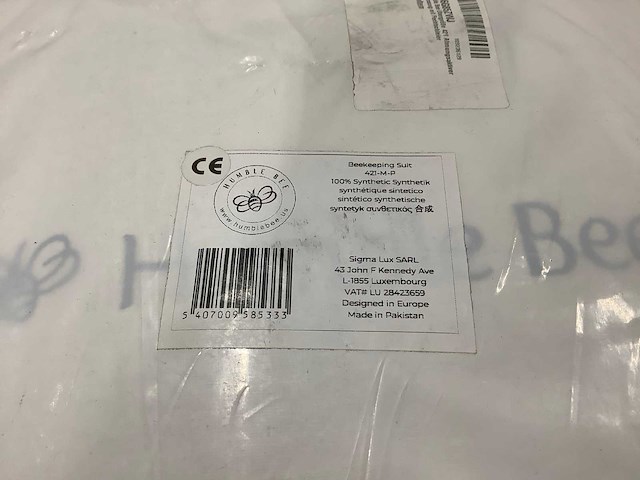 CE
HUMBLE BEE
www.humblebee.us
Beekeeping Suit
421-M-P
100% Synthetic Synthetik
synthétique sintetico
sintético synthetische
syntetyk συνθετικός 合成
Sigma Lux SARL
43 John F Kennedy Ave
L-1855 Luxembourg
VAT# LU 28423659
Designed in Europe
Made in Pakistan
5 407009 585333
Bee